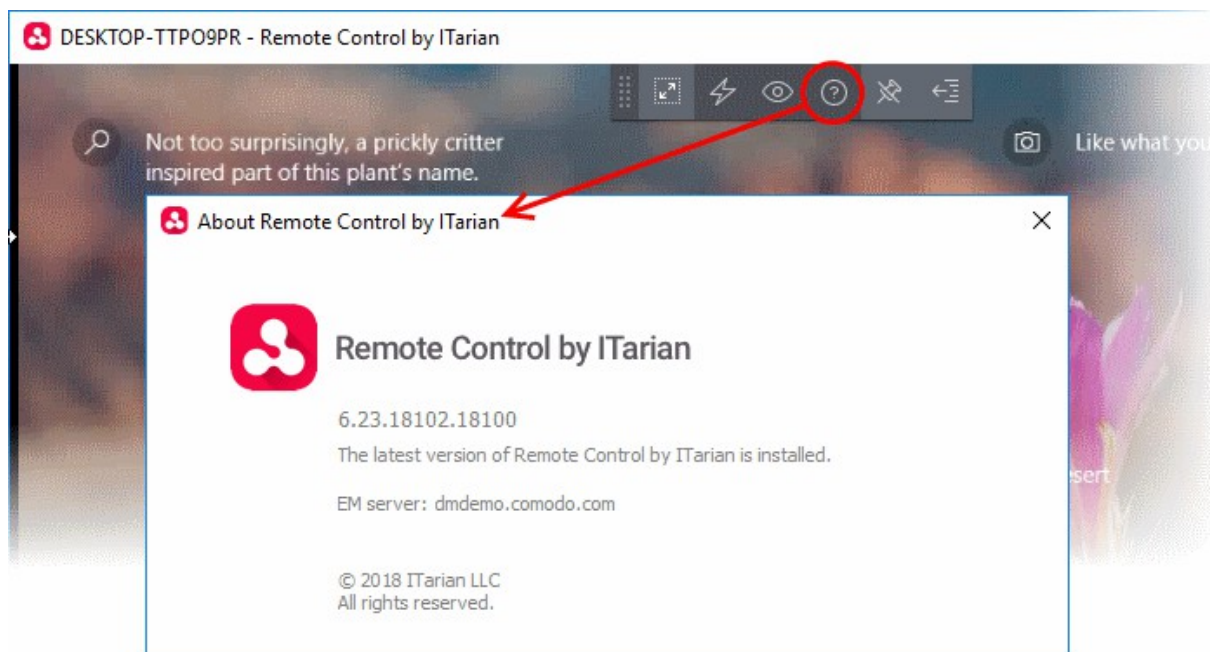 DESKTOP-TTPO9PR - Remote Control by ITarian
Not too surprisingly, a prickly critter
inspired part of this plant's name.
Like what you
About Remote Control by ITarian
Remote Control by ITarian
6.23.18102.18100
The latest version of Remote Control by ITarian is installed.
EM server: dmdemo.comodo.com
© 2018 ITarian LLC
All rights reserved.